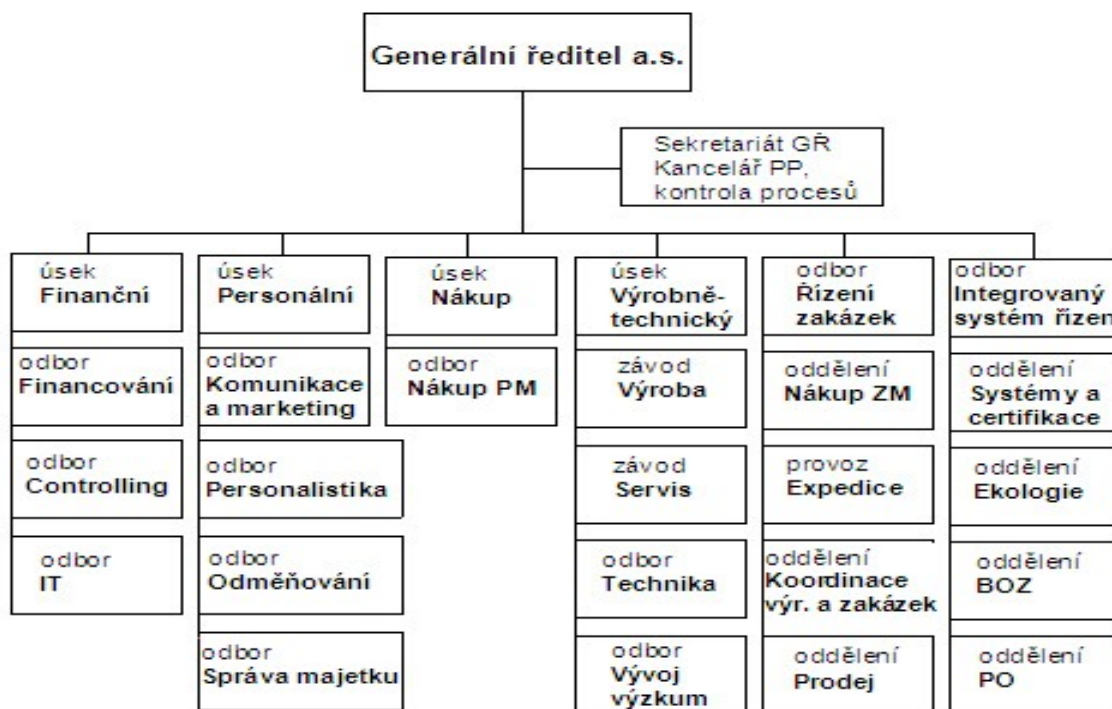 Generální ředitel a.s.
Sekretariát GŘ
Kancelář PP,
kontrola procesů
úsek
Finanční
úsek
Personální
úsek
Nákup
úsek
Výrobně-
technický
odbor
Řízení
zakázek
odbor
Integrovaný
systém řízen
odbor
Financování
odbor
Komunikace
a marketing
odbor
Nákup PM
závod
Výroba
oddělení
Nákup ZM
oddělení
Systémy a
certifikace
odbor
Controlling
odbor
Personalistika
závod
Servis
provoz
Expedice
oddělení
Ekologie
odbor
IT
odbor
Odměňování
odbor
Technika
oddělení
Koordinace
výr. a zakázek
oddělení
BOZ
odbor
Správa majetku
odbor
Vývoj
výzkum
oddělení
Prodej
oddělení
PO